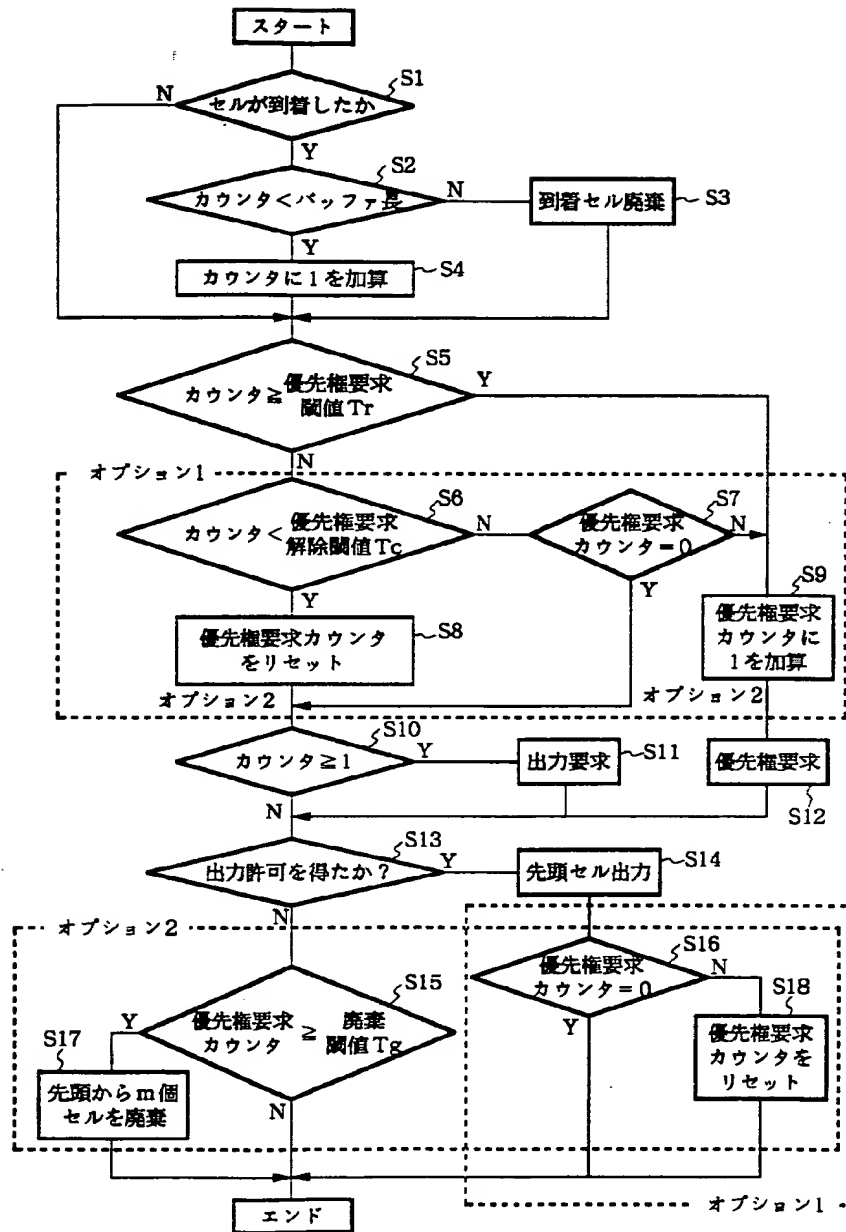 スタート
S1
N
セルが到着したか
Y
S2
カウンタ<バッファ長
N
到着セル廃棄
S3
Y
カウンタに1を加算
S4
S5
カウンタ≧優先権要求
閾値Tr
Y
N
オプション1
S6
カウンタ<優先権要求
解除閾値Tc
N
S7
優先権要求
カウンタ=0
N
Y
Y
S8
優先権要求カウンタ
をリセット
S9
優先権要求
カウンタに
1を加算
オプション2
オプション2
S10
カウンタ≧1
Y
出力要求
S11
優先権要求
S12
N
S13
出力許可を得たか?
Y
先頭セル出力
S14
N
オプション2
S15
優先権要求
カウンタ ≧ 廃棄
閾値Tg
Y
N
S16
優先権要求
カウンタ=0
N
Y
S17
先頭からm個
セルを廃棄
S18
優先権要求
カウンタを
リセット
エンド
オプション1